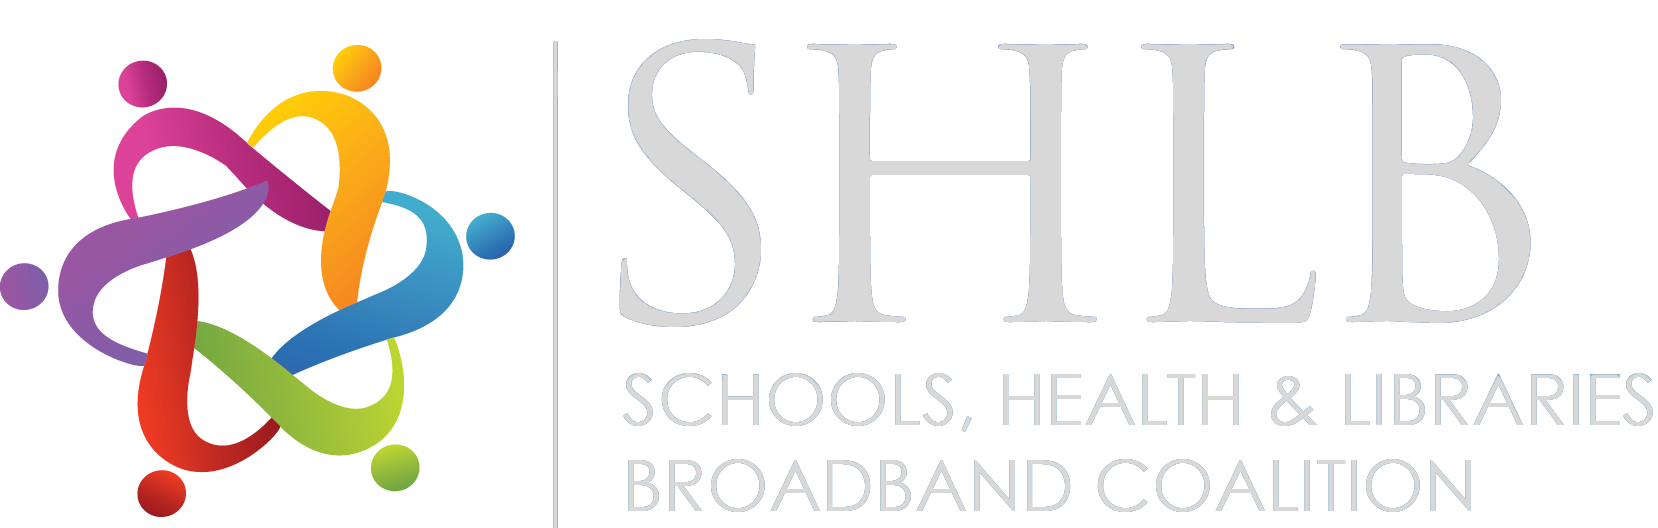 SHLB
SCHOOLS, HEALTH & LIBRARIES
BROADBAND COALITION